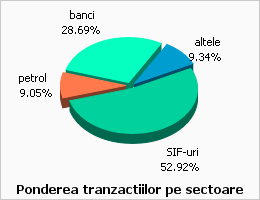 banci
28.69%
altele
9.34%
petrol
9.05%
SIF-uri
52.92%
Ponderea tranzactiilor pe sectoare